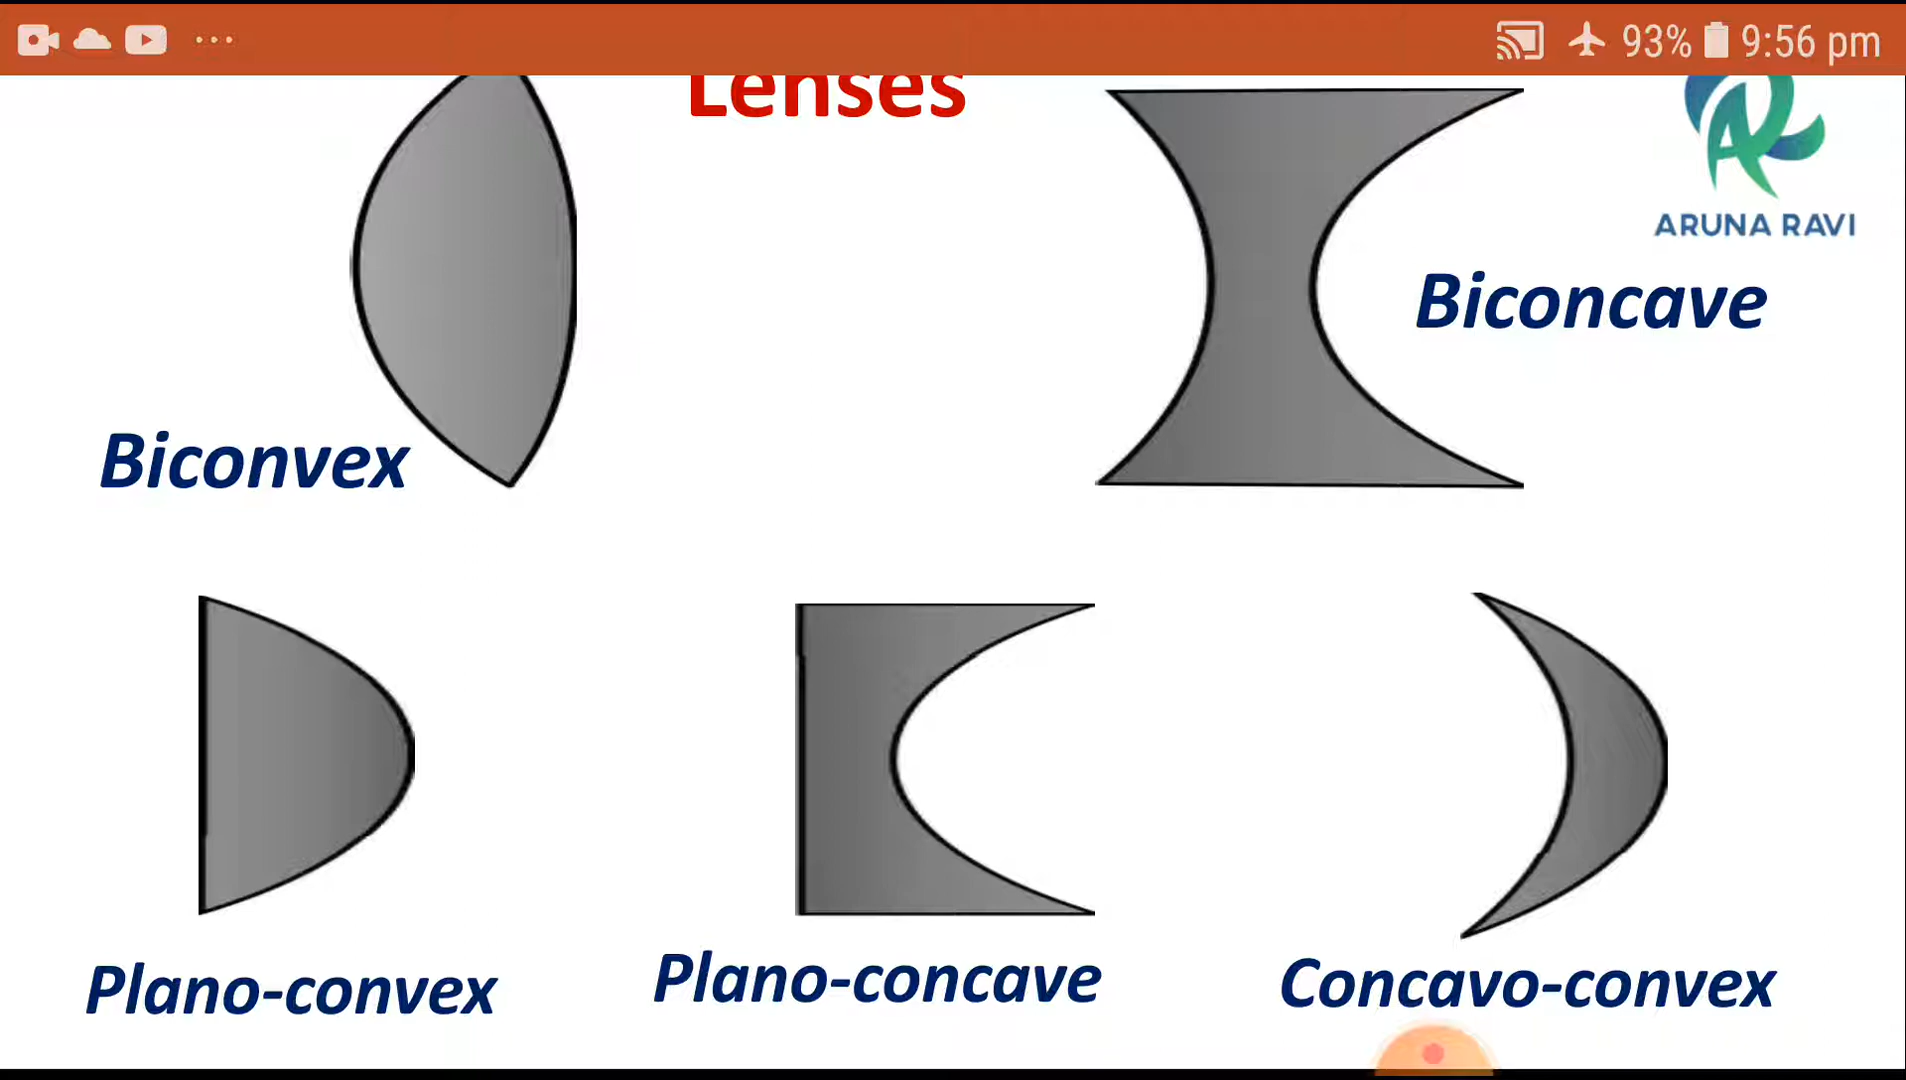 93% 9:56 pm
Lenses
ARUNA RAVI
Biconcave
Biconvex
Plano-convex
Plano-concave
Concavo-convex